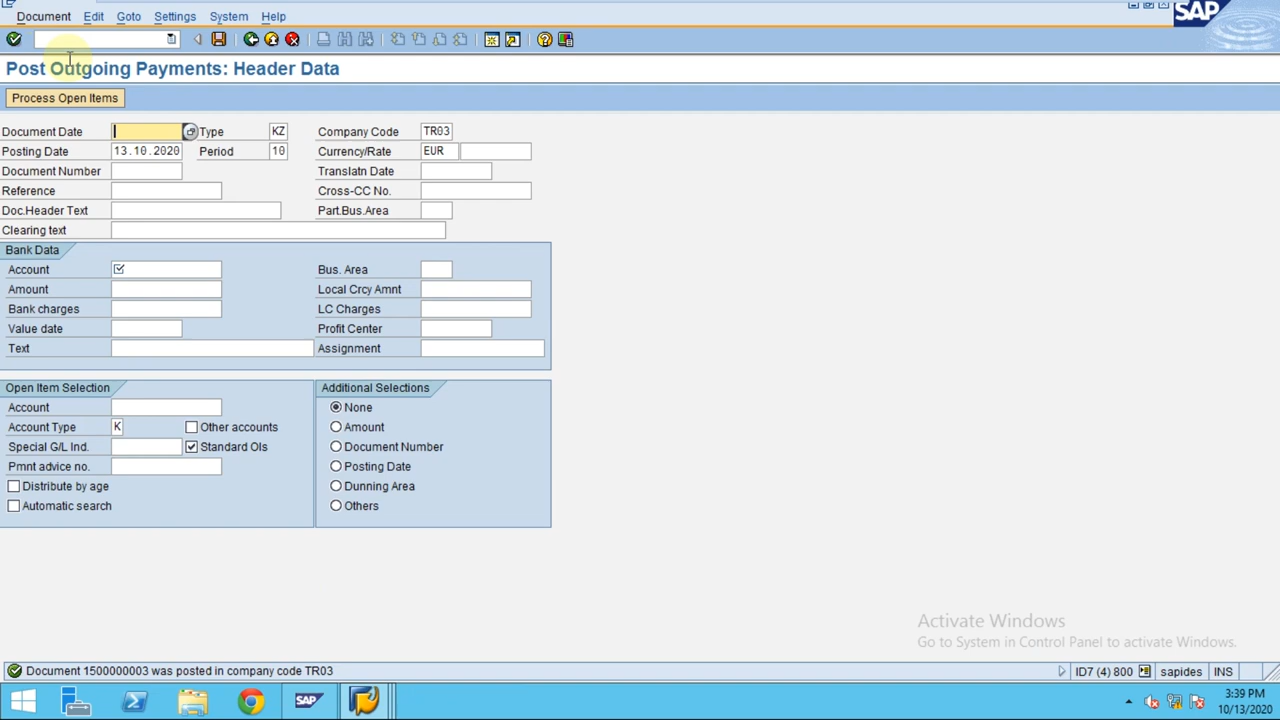 Document Edit Goto Settings System Help
SAP
Post Outgoing Payments: Header Data
Process Open Items
Document Date Type KZ Company Code TR03
Posting Date 13.10.2020 Period 10 Currency/Rate EUR
Document Number Translatn Date
Reference Cross-CC No.
Doc.Header Text Part.Bus.Area
Clearing text
Bank Data
Account Bus. Area
Amount Local Crcy Amnt
Bank charges LC Charges
Value date Profit Center
Text Assignment
Open Item Selection Additional Selections
Account None
Account Type K Other accounts Amount
Special G/L Ind. Standard OIs Document Number
Pmnt advice no. Posting Date
Distribute by age Dunning Area
Automatic search Others
Activate Windows
Go to System in Control Panel to activate Windows.
Document 1500000003 was posted in company code TR03 ID7 (4) 800 sapides INS
SAP
3:39 PM
10/13/2020